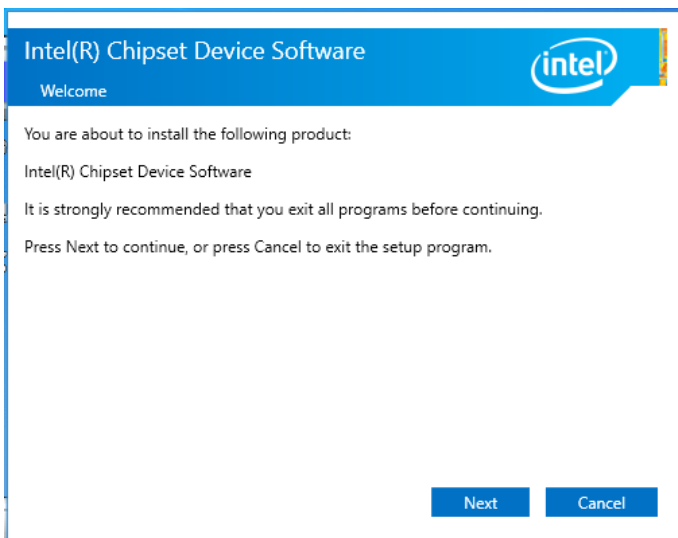 Intel(R) Chipset Device Software
intel
Welcome
You are about to install the following product:
Intel(R) Chipset Device Software
It is strongly recommended that you exit all programs before continuing.
Press Next to continue, or press Cancel to exit the setup program.
Next
Cancel